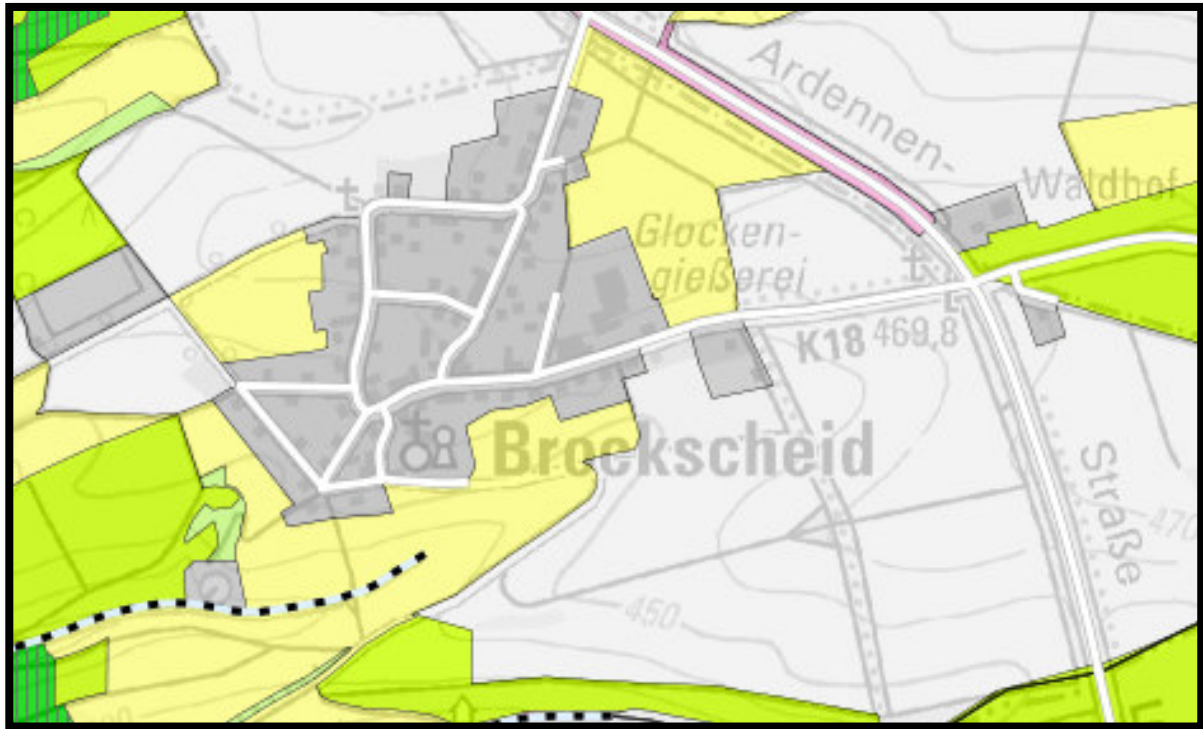 Ardennen-
Waldhof
Glocken-
gießerei
K18 469,8
Brockscheid
Straße
470
450